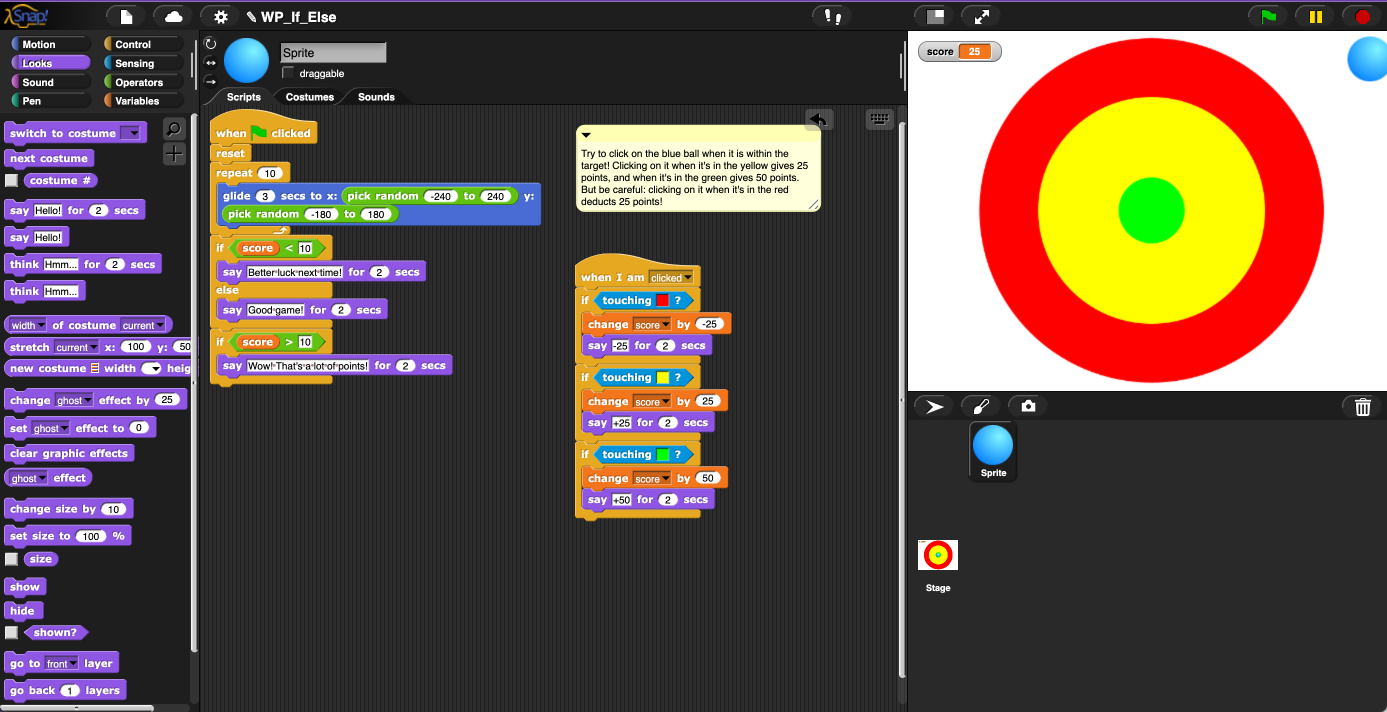 Snap!
WP_If_Else
Motion Control
Looks Sensing
Sound Operators
Pen Variables
switch to costume
next costume
costume #
say Hello! for 2 secs
say Hello!
think Hmm... for 2 secs
think Hmm...
width of costume current
stretch current x: 100 y: 50
new costume width heig
change ghost effect by 25
set ghost effect to 0
clear graphic effects
ghost effect
change size by 10
set size to 100 %
size
show
hide
shown?
go to front layer
go back 1 layers
Sprite
draggable
Scripts Costumes Sounds
when clicked
reset
repeat 10
glide 3 secs to x: pick random -240 to 240 y:
pick random -180 to 180
if score < 10
say Better luck next time! for 2 secs
else
say Good game! for 2 secs
if score > 10
say Wow! That's a lot of points! for 2 secs
Try to click on the blue ball when it is within the
target! Clicking on it when it's in the yellow gives 25
points, and when it's in the green gives 50 points.
But be careful: clicking on it when it's in the red
deducts 25 points!
when I am clicked
if touching ?
change score by -25
say -25 for 2 secs
if touching ?
change score by 25
say +25 for 2 secs
if touching ?
change score by 50
say +50 for 2 secs
score 25
Sprite
Stage